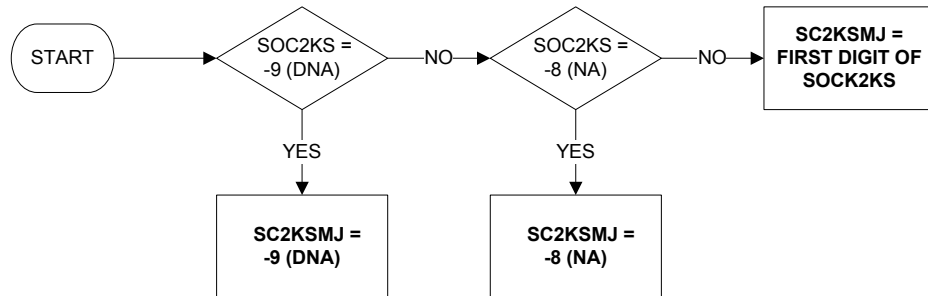 START
SOC2KS =
-9 (DNA)
NO
SOC2KS =
-8 (NA)
NO
SC2KSMJ =
FIRST DIGIT OF
SOCK2KS
YES
YES
SC2KSMJ =
-9 (DNA)
SC2KSMJ =
-8 (NA)